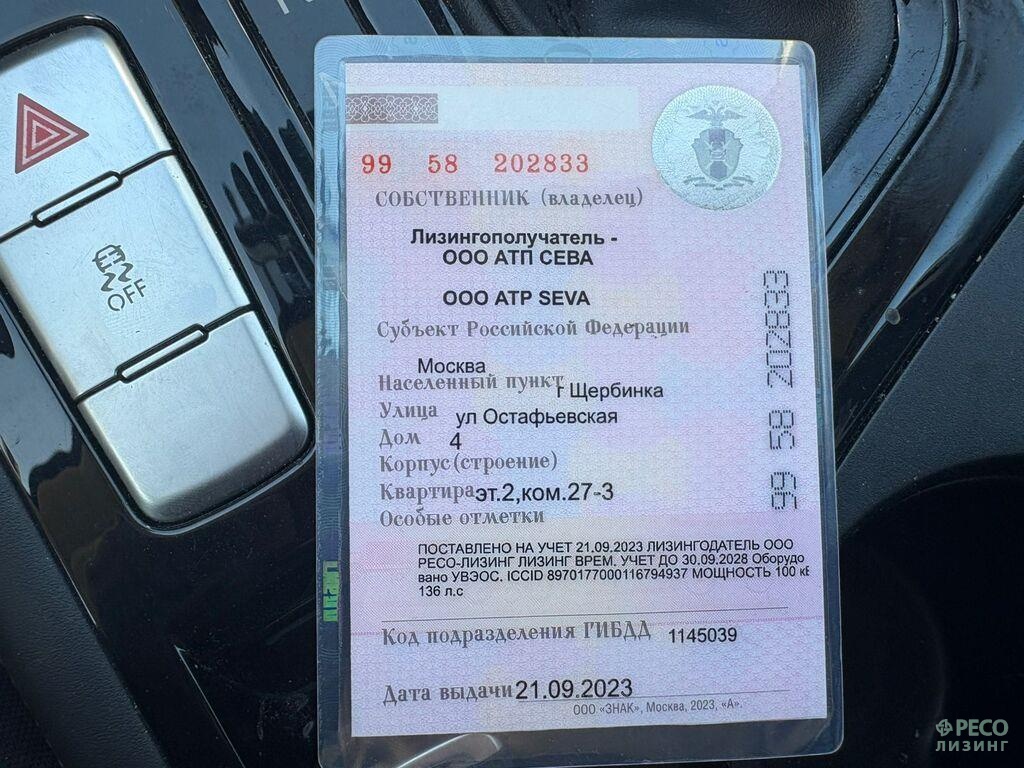 OFF
99 58 202833
СОБСТВЕННИК (владелец)
Лизингополучатель -
ООО АТП СЕВА
OOO ATP SEVA
Субъект Российской Федерации
Москва
Населенный пункт г Щербинка
Улица ул Остафьевская
Дом 4
Корпус(строение)
Квартира эт.2,ком.27-3
Особые отметки
ПОСТАВЛЕНО НА УЧЕТ 21.09.2023 ЛИЗИНГОДАТЕЛЬ ООО
РЕСО-ЛИЗИНГ ЛИЗИНГ ВРЕМ. УЧЕТ ДО 30.09.2028 Оборудо
вано УВЭОС. ICCID 8970177000116794937 МОЩНОСТЬ 100 кВ
136 л.с
Код подразделения ГИБДД 1145039
Дата выдачи 21.09.2023
ООО «ЗНАК», Москва, 2023, «А».
99 58 202833
РЕСО
ЛИЗИНГ